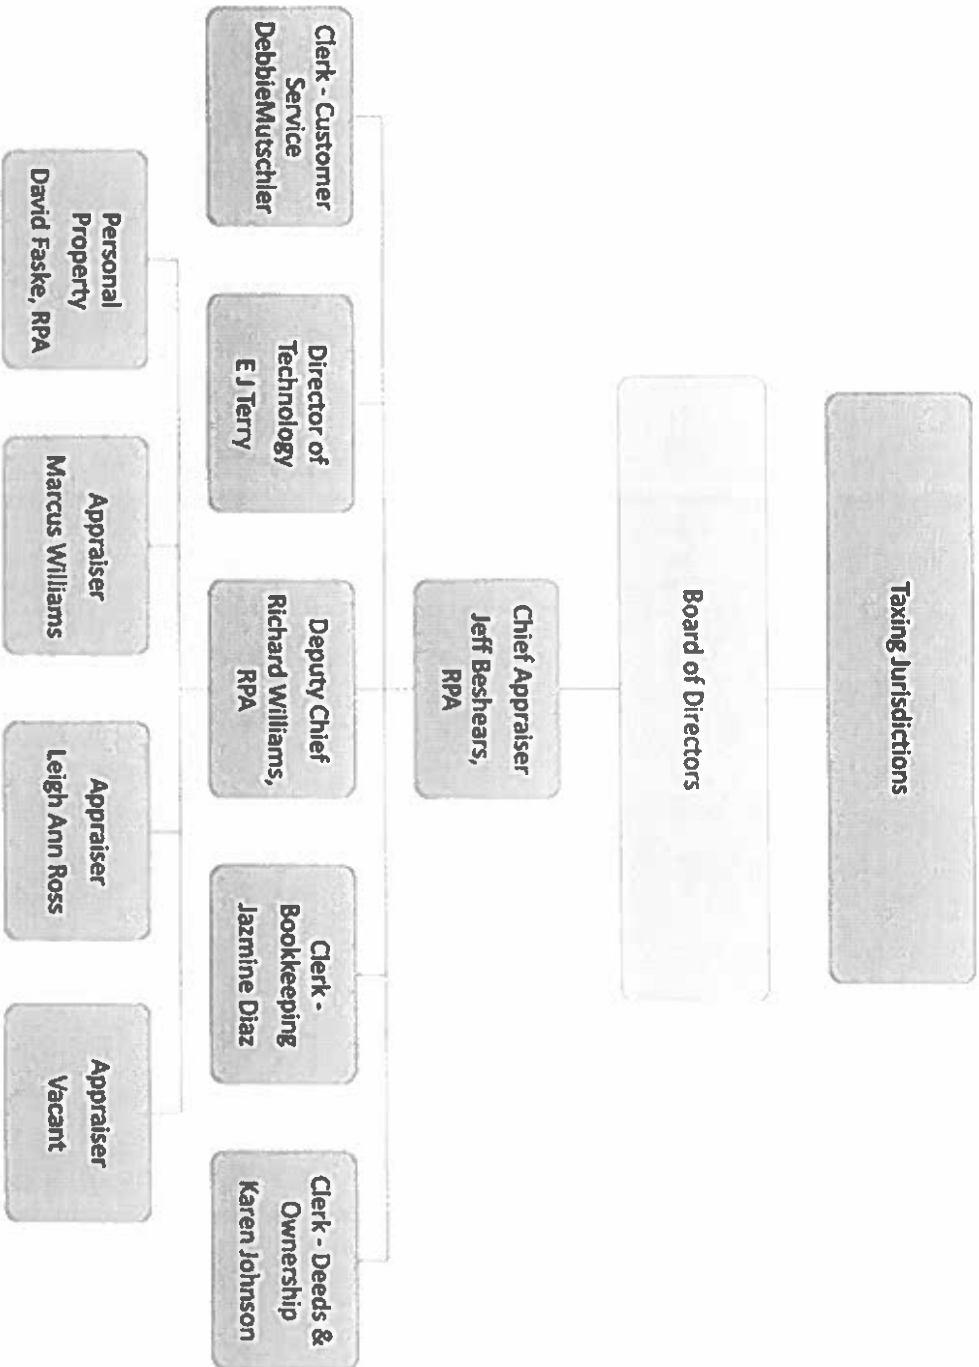 Taxing Jurisdictions
Board of Directors
Chief Appraiser
Jeff Beshears,
RPA
Clerk - Customer
Service
DebbieMutschler
Director of
Technology
E J Terry
Deputy Chief
Richard Williams,
RPA
Clerk -
Bookkeeping
Jazmine Diaz
Clerk - Deeds &
Ownership
Karen Johnson
Personal
Property
David Faske, RPA
Appraiser
Marcus Williams
Appraiser
Leigh Ann Ross
Appraiser
Vacant